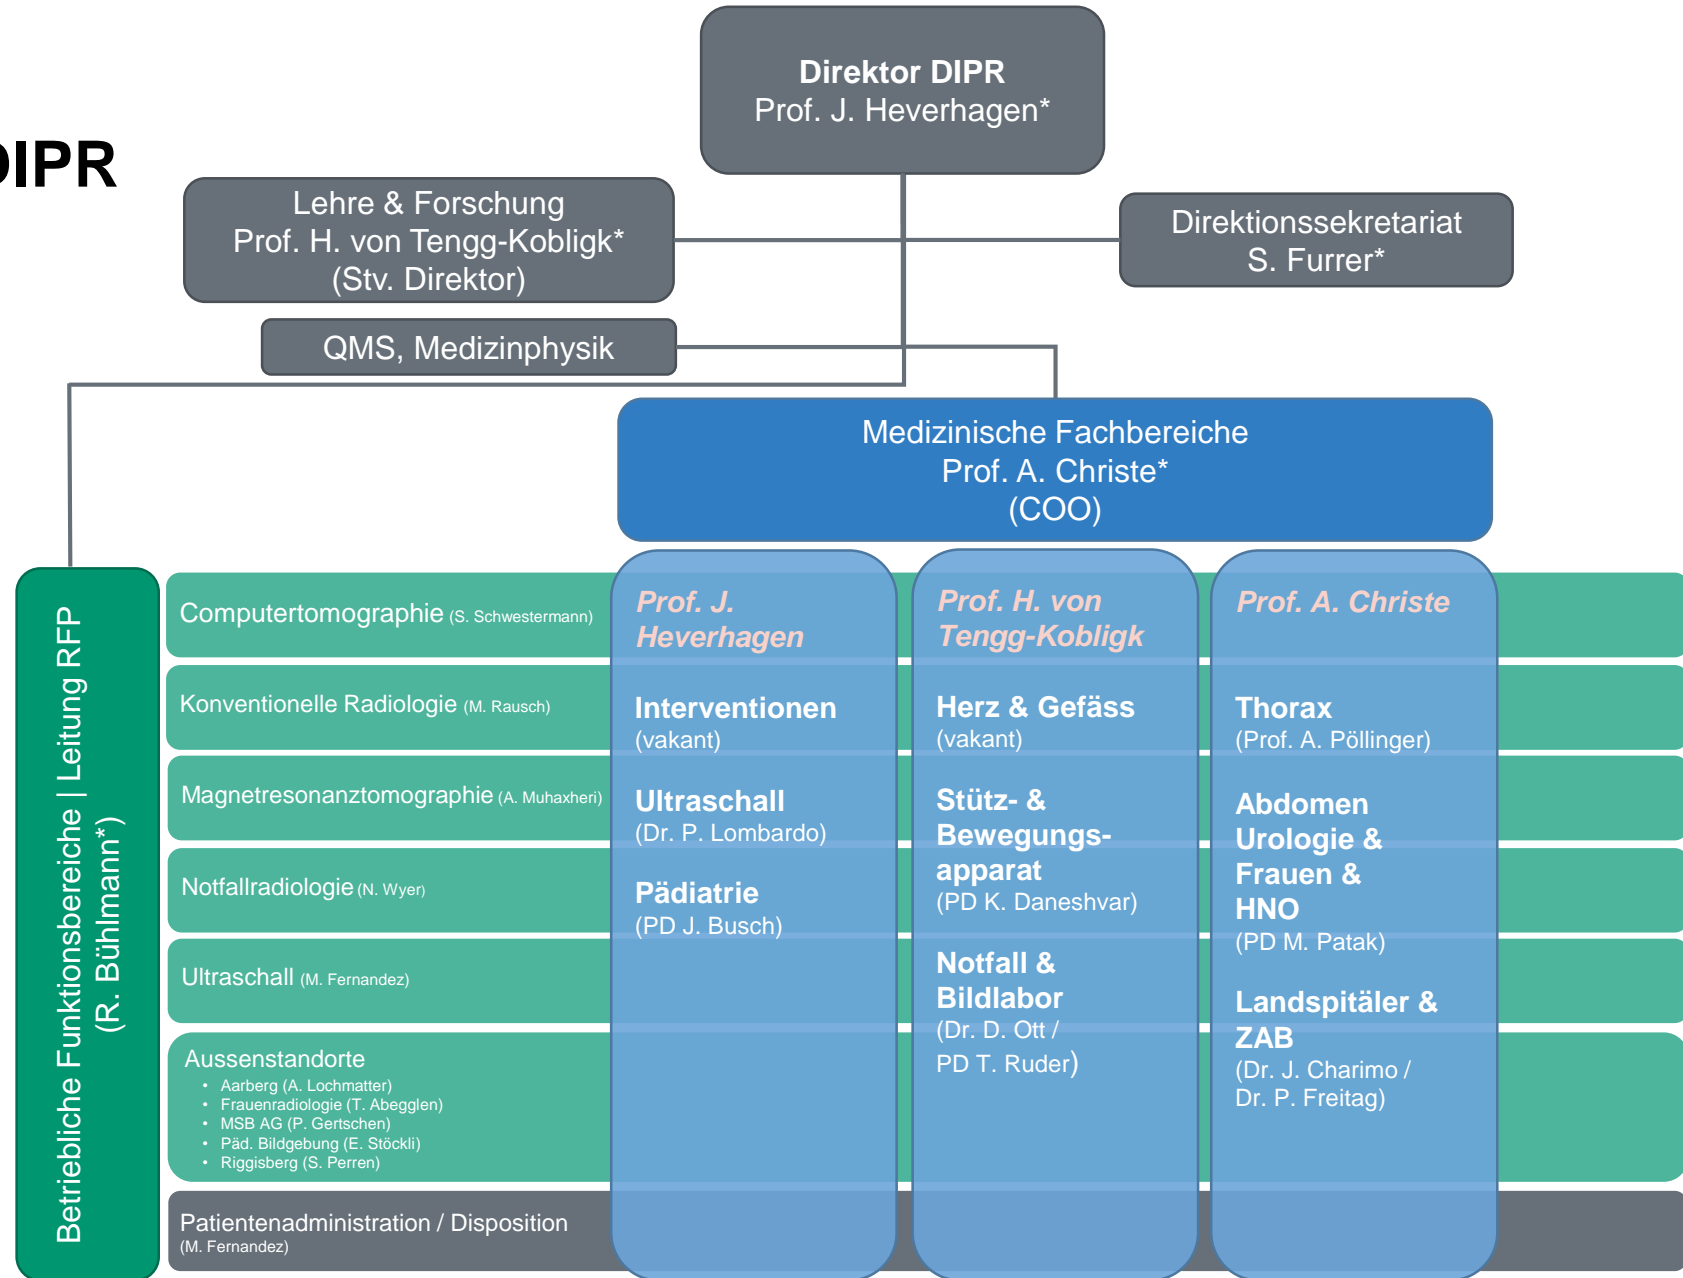 DIPR
Direktor DIPR
Prof. J. Heverhagen*
Lehre & Forschung
Prof. H. von Tengg-Kobligk*
(Stv. Direktor)
Direktionssekretariat
S. Furrer*
QMS, Medizinphysik
Medizinische Fachbereiche
Prof. A. Christe*
(COO)
Betriebliche Funktionsbereiche | Leitung RFP
(R. Bühlmann*)
Computertomographie (S. Schwestermann)
Konventionelle Radiologie (M. Rausch)
Magnetresonanztomographie (A. Muhaxheri)
Notfallradiologie (N. Wyer)
Ultraschall (M. Fernandez)
Aussenstandorte
• Aarberg (A. Lochmatter)
• Frauenradiologie (T. Abegglen)
• MSB AG (P. Gertschen)
• Päd. Bildgebung (E. Stöckli)
• Riggisberg (S. Perren)
Patientenadministration / Disposition
(M. Fernandez)
Prof. J.
Heverhagen
Interventionen
(vakant)
Ultraschall
(Dr. P. Lombardo)
Pädiatrie
(PD J. Busch)
Prof. H. von
Tengg-Kobligk
Herz & Gefäss
(vakant)
Stütz- &
Bewegungs-
apparat
(PD K. Daneshvar)
Notfall &
Bildlabor
(Dr. D. Ott /
PD T. Ruder)
Prof. A. Christe
Thorax
(Prof. A. Pöllinger)
Abdomen
Urologie &
Frauen &
HNO
(PD M. Patak)
Landspitäler &
ZAB
(Dr. J. Charimo /
Dr. P. Freitag)